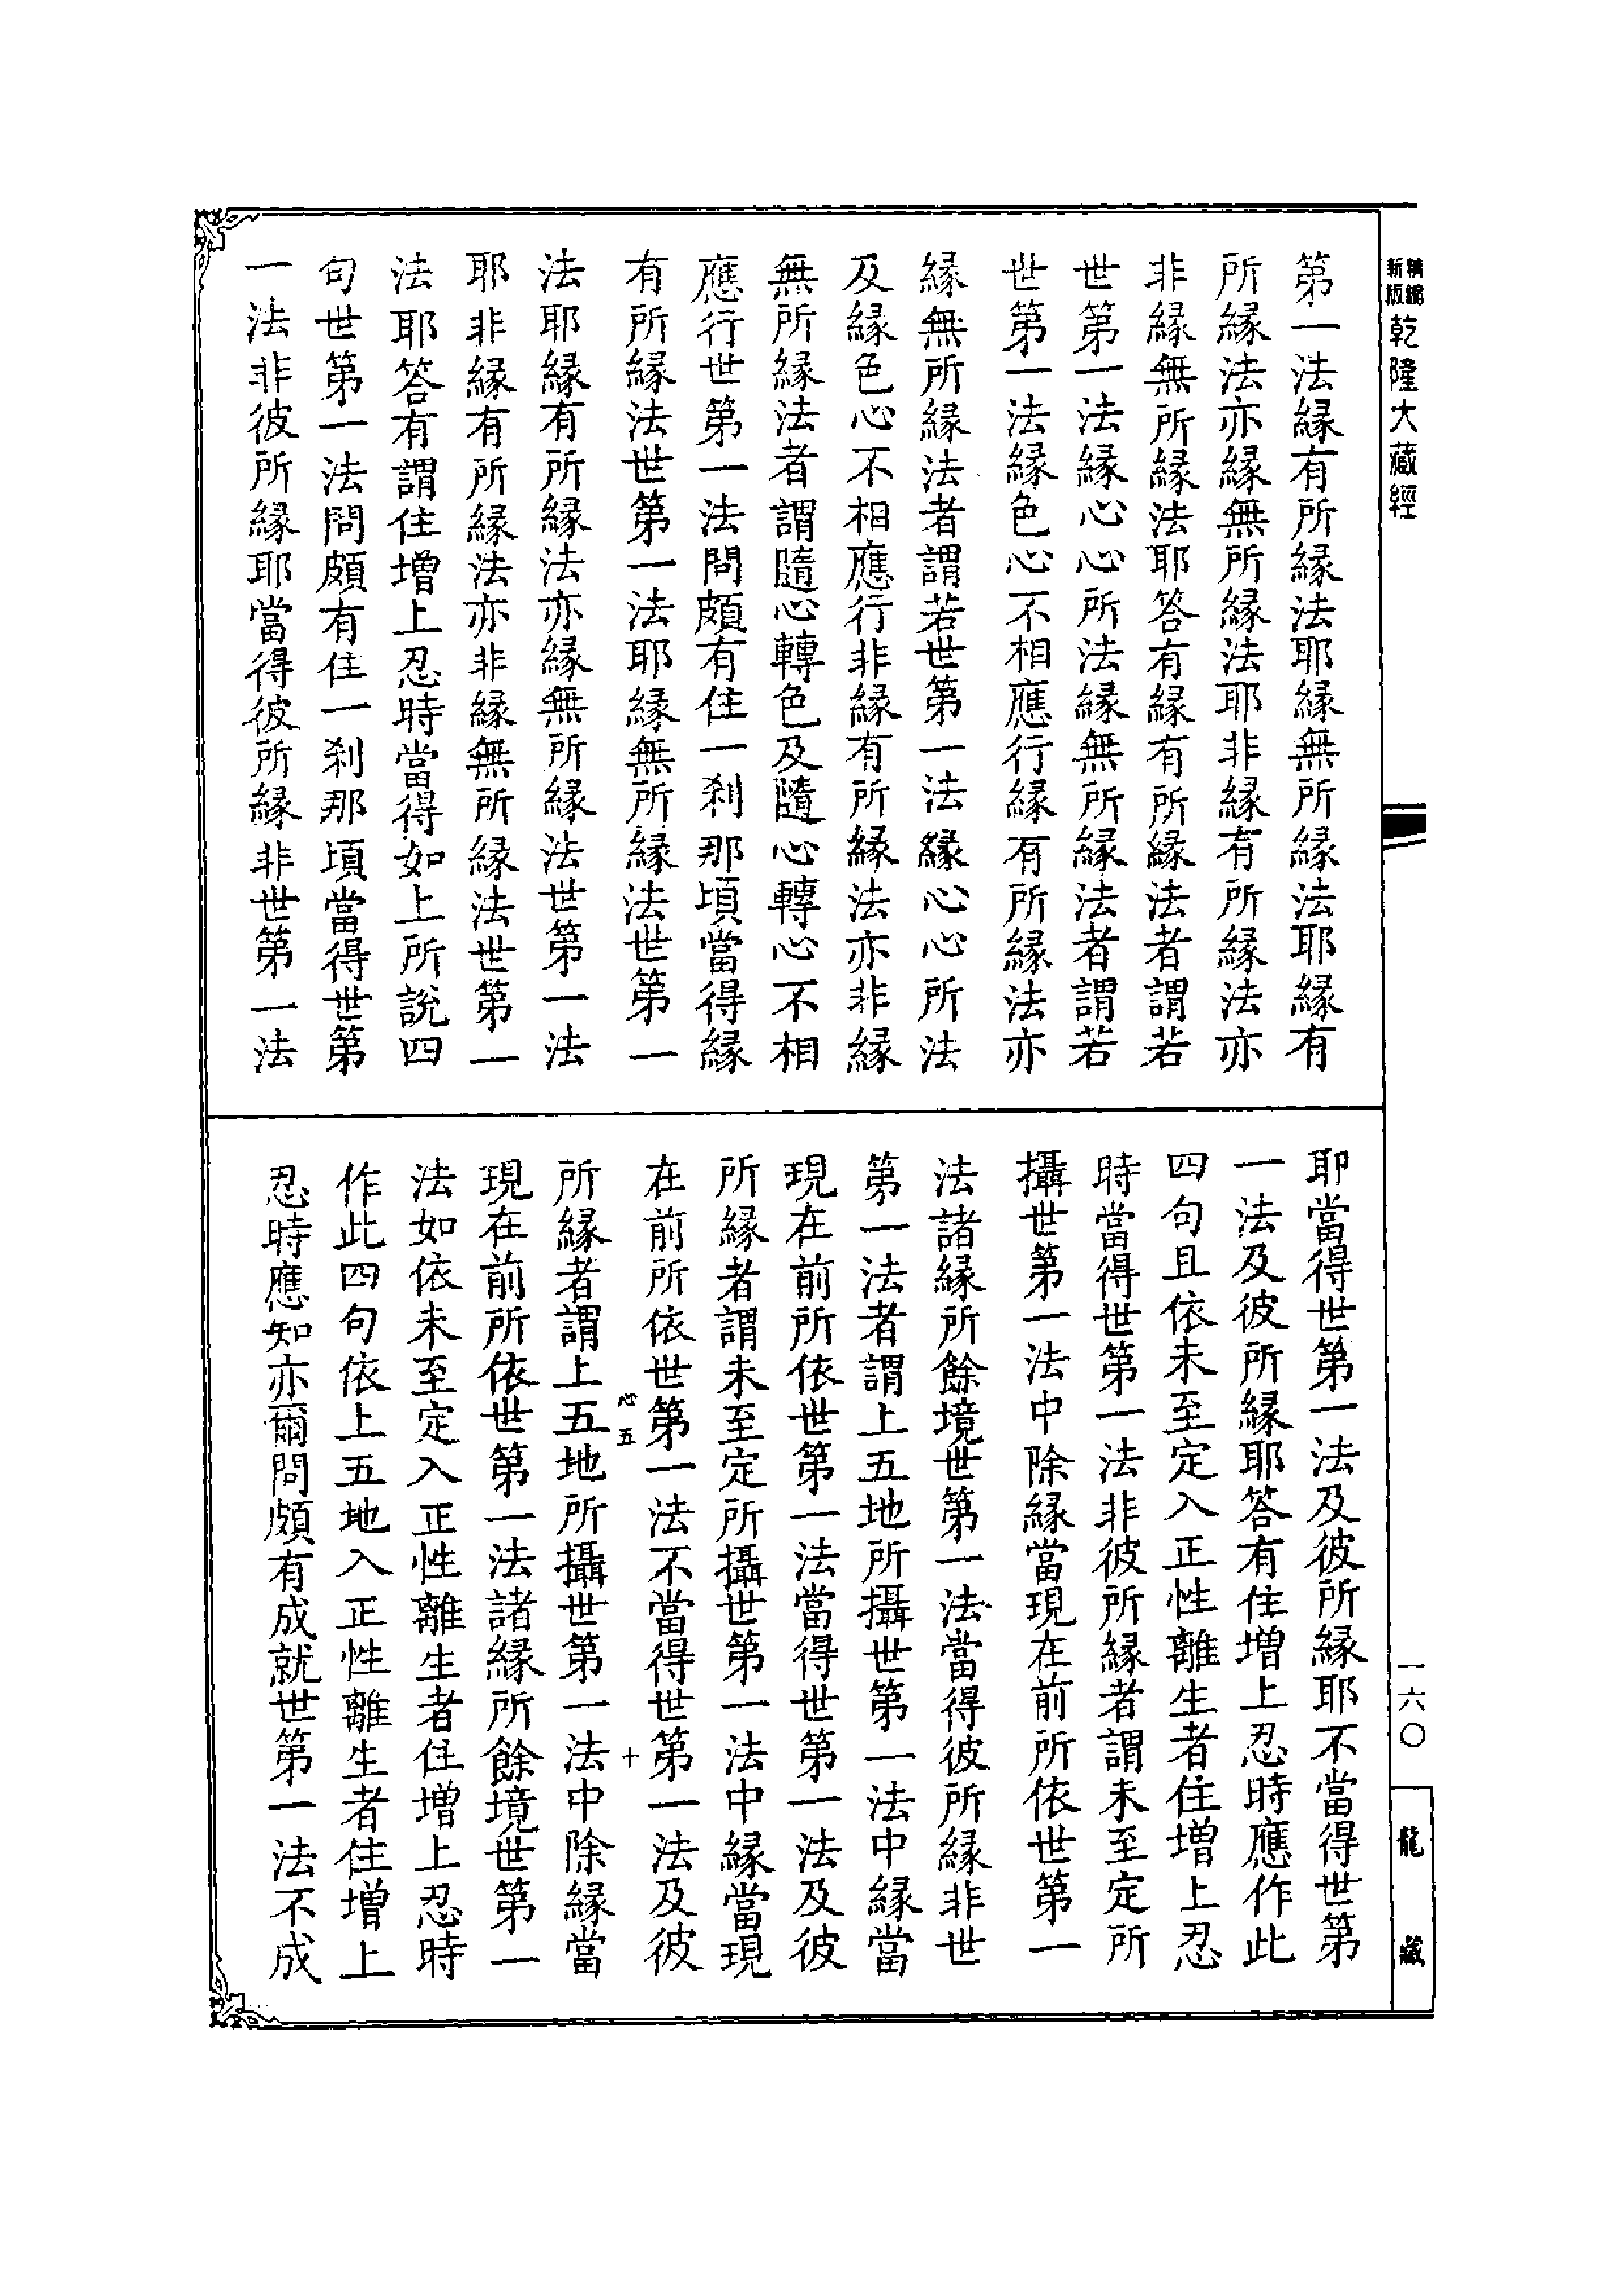 精編
新版
乾隆大藏經
第一法緣有所緣法耶緣無所緣法耶緣有
所緣法亦緣無所緣法耶非緣有所緣法亦
非緣無所緣法耶答有緣有所緣法者謂若
世第一法緣心心所法緣無所緣法者謂若
世第一法緣色心不相應行緣有所緣法亦
緣無所緣法者謂若世第一法緣心心所法
及緣色心不相應行非緣有所緣法亦非緣
無所緣法者謂隨心轉色及隨心轉心不相
應行世第一法問頗有住一剎那頃當得緣
有所緣法世第一法耶緣無所緣法世第一
法耶緣有所緣法亦緣無所緣法世第一法
耶非緣有所緣法亦非緣無所緣法世第一
法耶答有謂住增上忍時當得如上所說四
句世第一法問頗有住一剎那頃當得世第
一法非彼所緣耶當得彼所緣非世第一法
耶當得世第一法及彼所緣耶不當得世第
一法及彼所緣耶答有住增上忍時應作此
四句且依未至定入正性離生者住增上忍
時當得世第一法非彼所緣者謂未至定所
攝世第一法中除緣當現在前所依世第一
法諸緣所餘境世第一法當得彼所緣非世
第一法者謂上五地所攝世第一法中緣當
現在前所依世第一法當得世第一法及彼
所緣者謂未至定所攝世第一法中緣當現
在前所依世第一法不當得世第一法及彼
心五
十
所緣者謂上五地所攝世第一法中除緣當
現在前所依世第一法諸緣所餘境世第一
法如依未至定入正性離生者住增上忍時
作此四句依上五地入正性離生者住增上
忍時應知亦爾問頗有成就世第一法不成
一六〇
龍藏